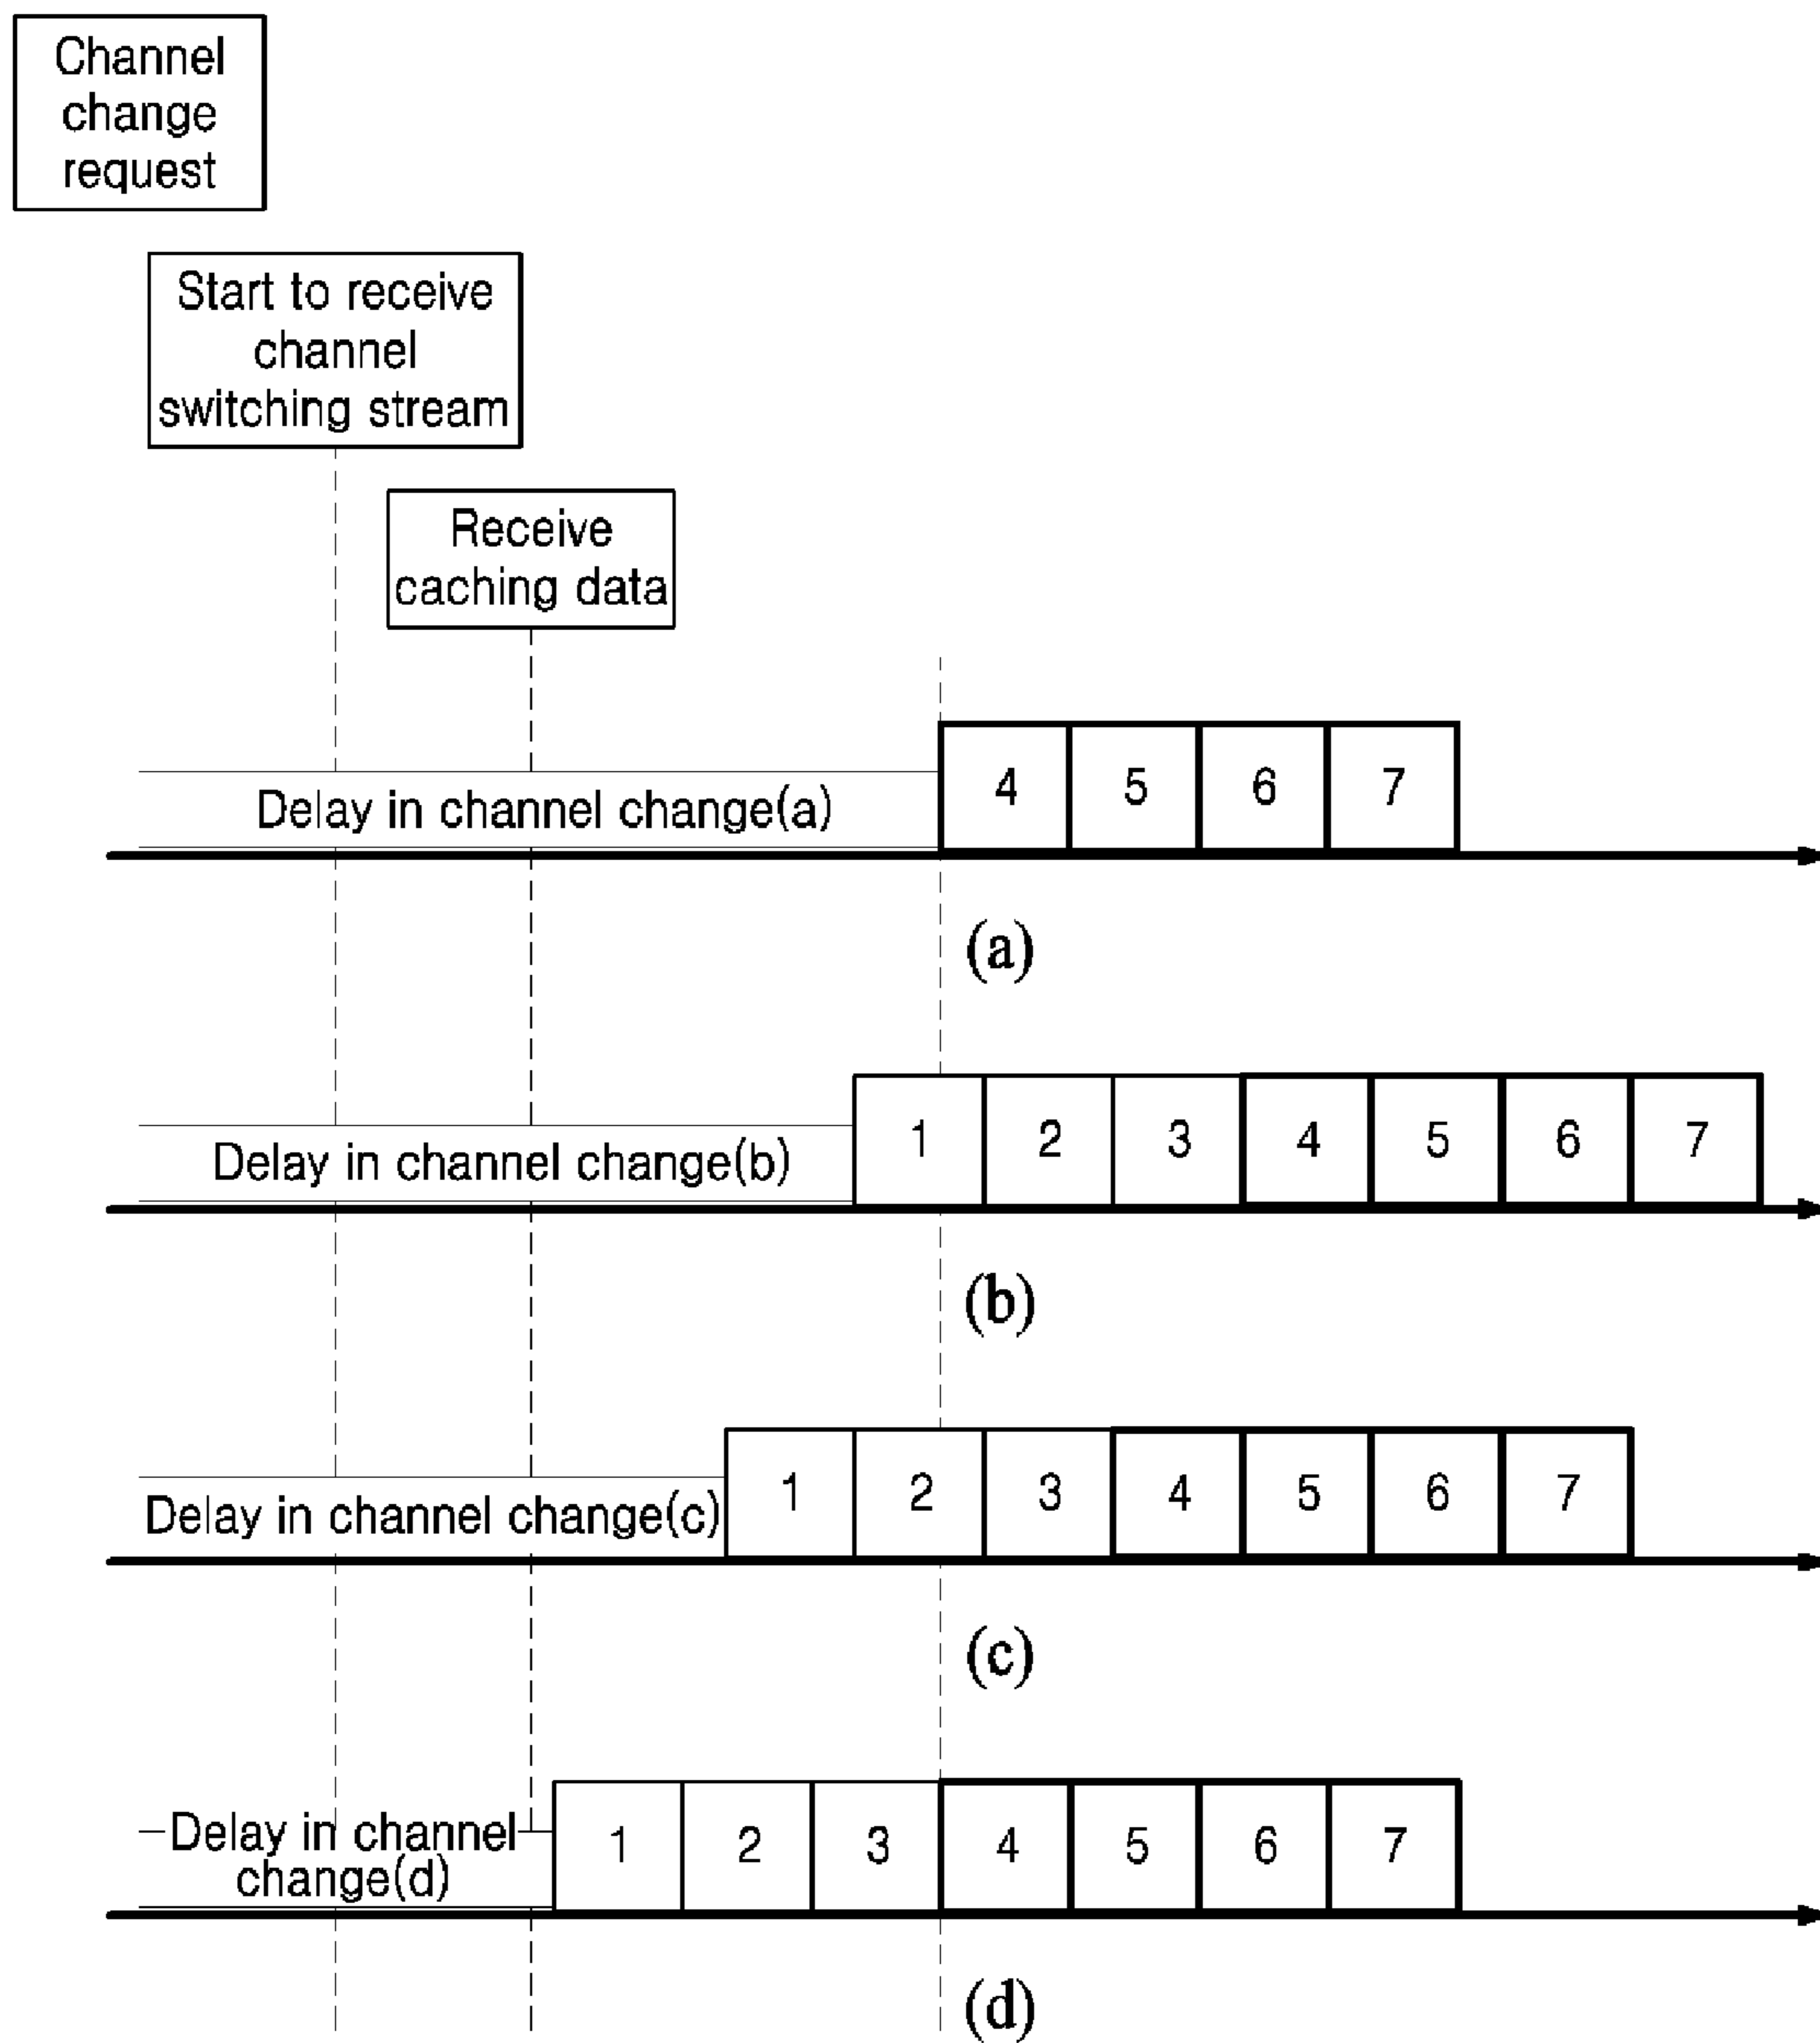 Channel
change
request
Start to receive
channel
switching stream
Receive
caching data
Delay in channel change(a) 4 5 6 7
(a)
Delay in channel change(b) 1 2 3 4 5 6 7
(b)
Delay in channel change(c) 1 2 3 4 5 6 7
(c)
Delay in channel
change(d) 1 2 3 4 5 6 7
(d)